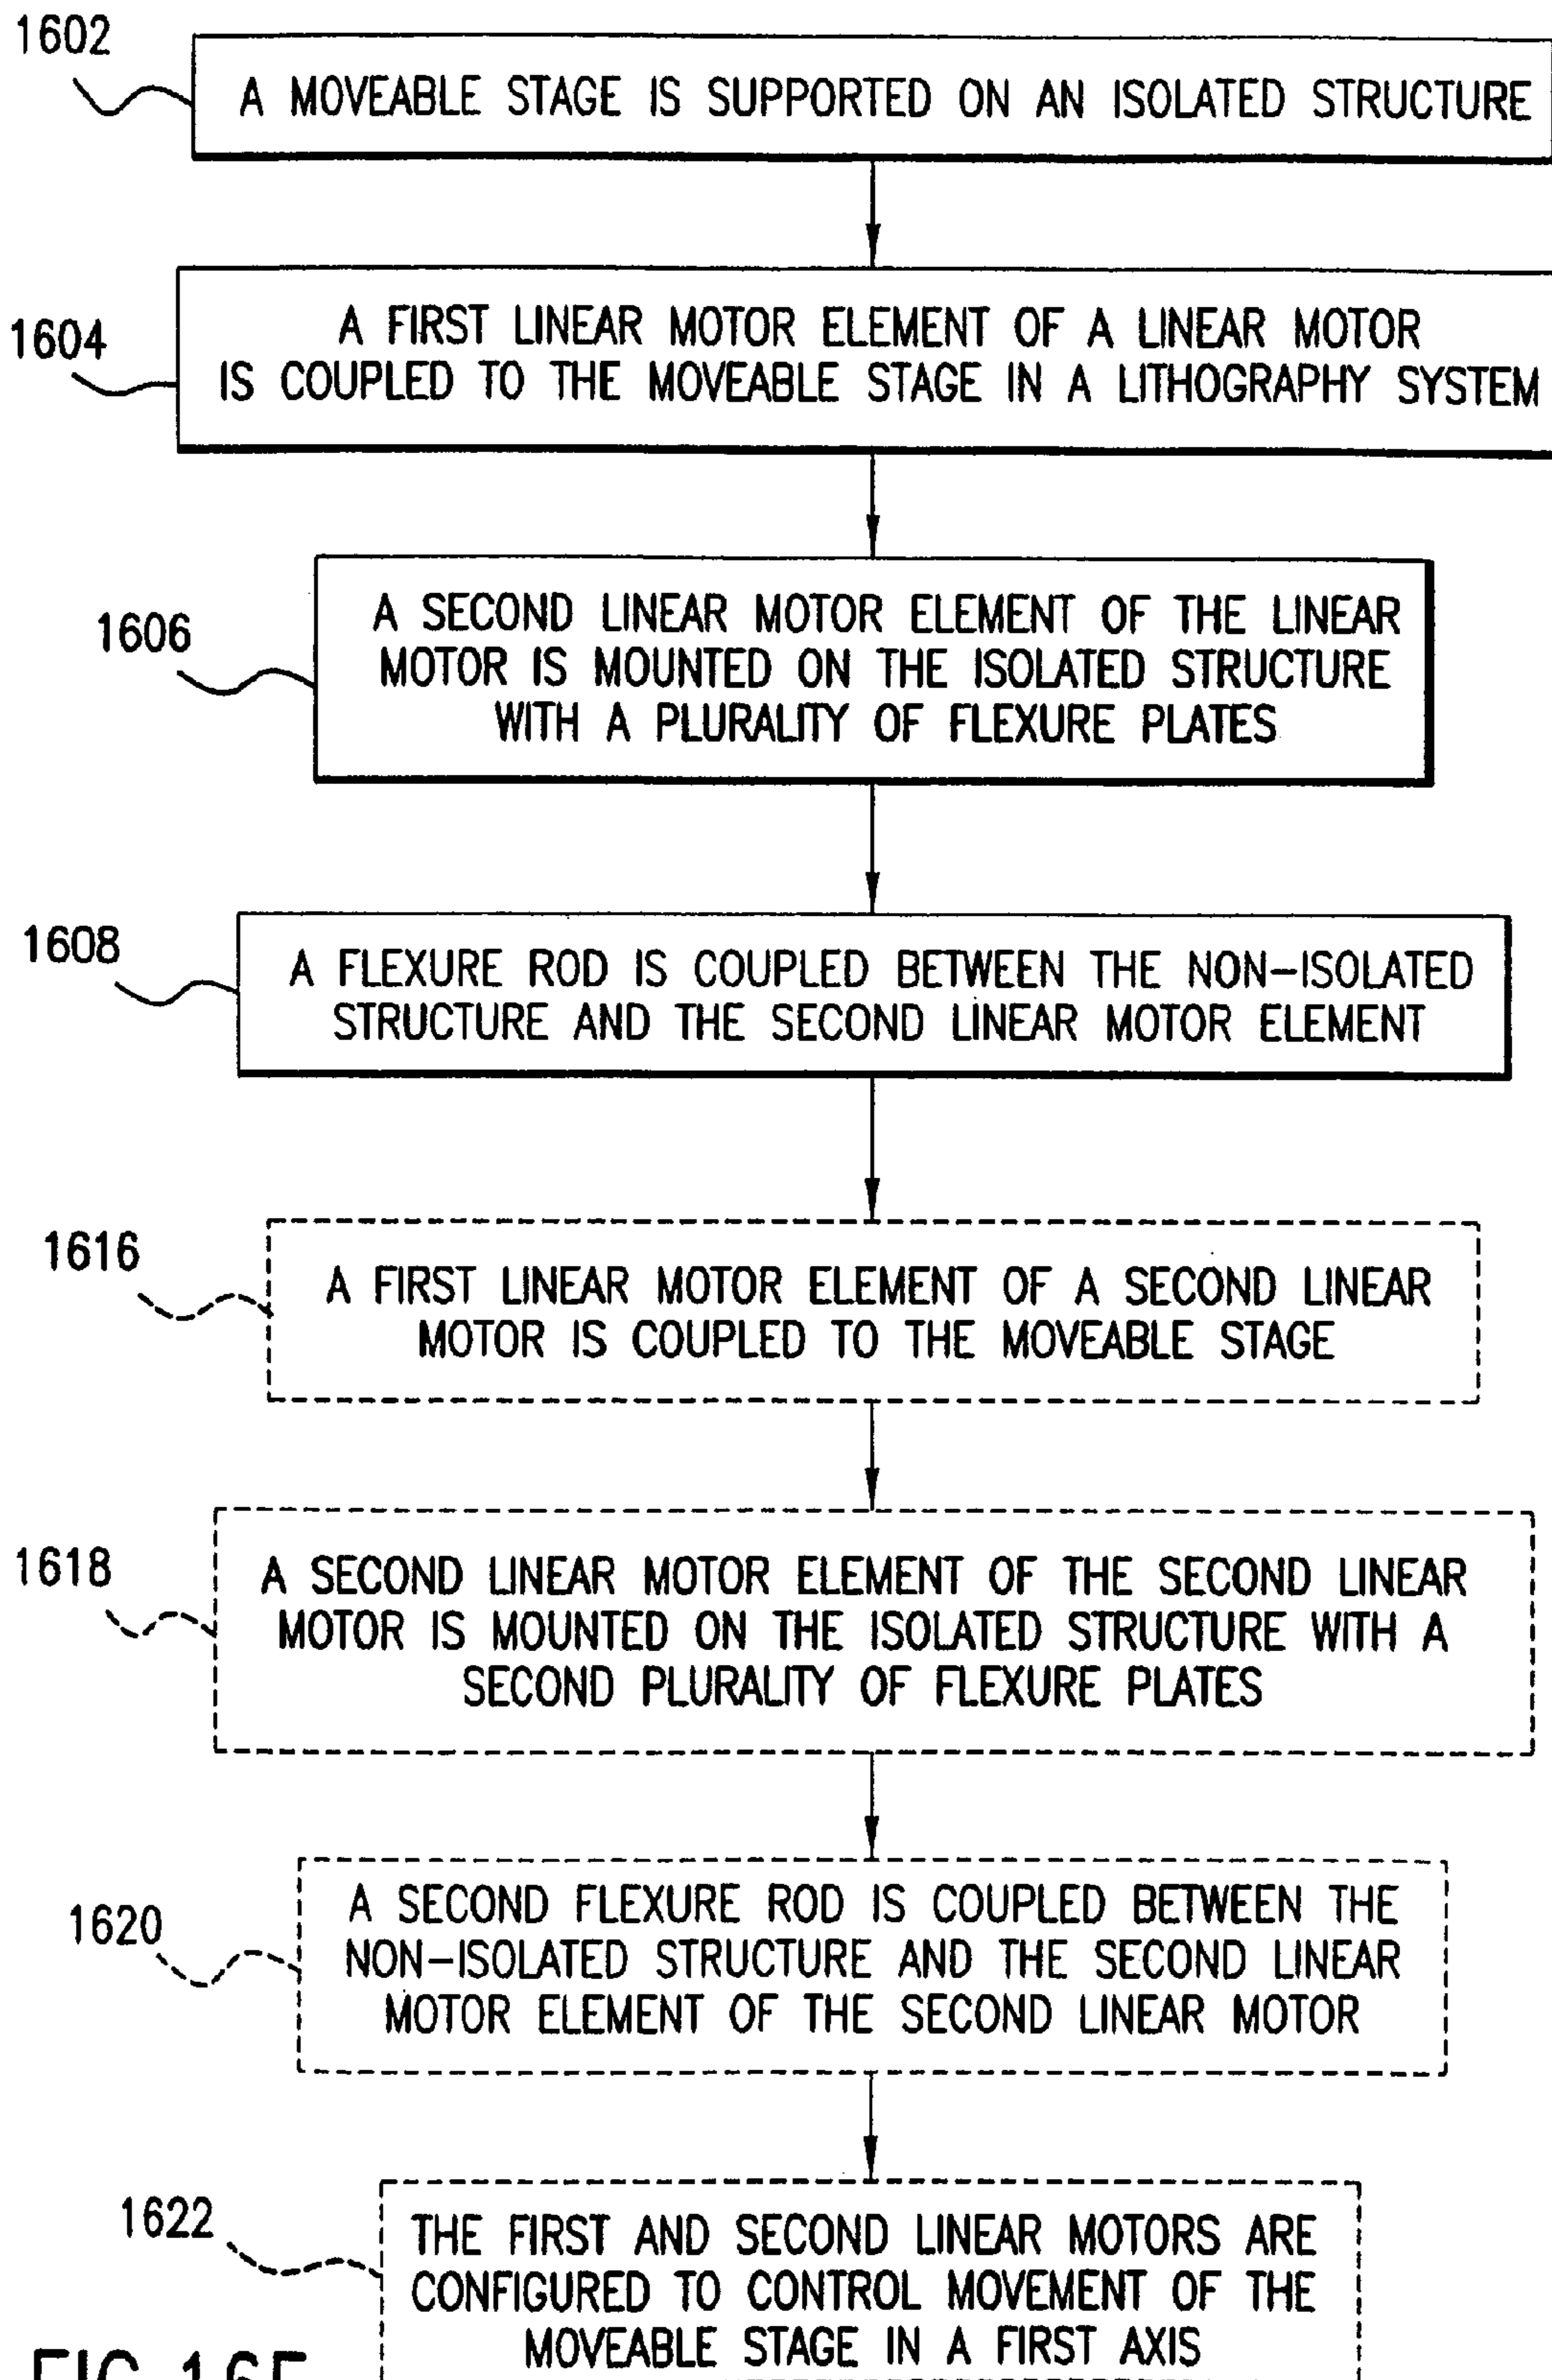 1602
A MOVEABLE STAGE IS SUPPORTED ON AN ISOLATED STRUCTURE
1604
A FIRST LINEAR MOTOR ELEMENT OF A LINEAR MOTOR
IS COUPLED TO THE MOVEABLE STAGE IN A LITHOGRAPHY SYSTEM
1606
A SECOND LINEAR MOTOR ELEMENT OF THE LINEAR
MOTOR IS MOUNTED ON THE ISOLATED STRUCTURE
WITH A PLURALITY OF FLEXURE PLATES
1608
A FLEXURE ROD IS COUPLED BETWEEN THE NON-ISOLATED
STRUCTURE AND THE SECOND LINEAR MOTOR ELEMENT
1616
A FIRST LINEAR MOTOR ELEMENT OF A SECOND LINEAR
MOTOR IS COUPLED TO THE MOVEABLE STAGE
1618
A SECOND LINEAR MOTOR ELEMENT OF THE SECOND LINEAR
MOTOR IS MOUNTED ON THE ISOLATED STRUCTURE WITH A
SECOND PLURALITY OF FLEXURE PLATES
1620
A SECOND FLEXURE ROD IS COUPLED BETWEEN THE
NON-ISOLATED STRUCTURE AND THE SECOND LINEAR
MOTOR ELEMENT OF THE SECOND LINEAR MOTOR
1622
THE FIRST AND SECOND LINEAR MOTORS ARE
CONFIGURED TO CONTROL MOVEMENT OF THE
MOVEABLE STAGE IN A FIRST AXIS
FIG.